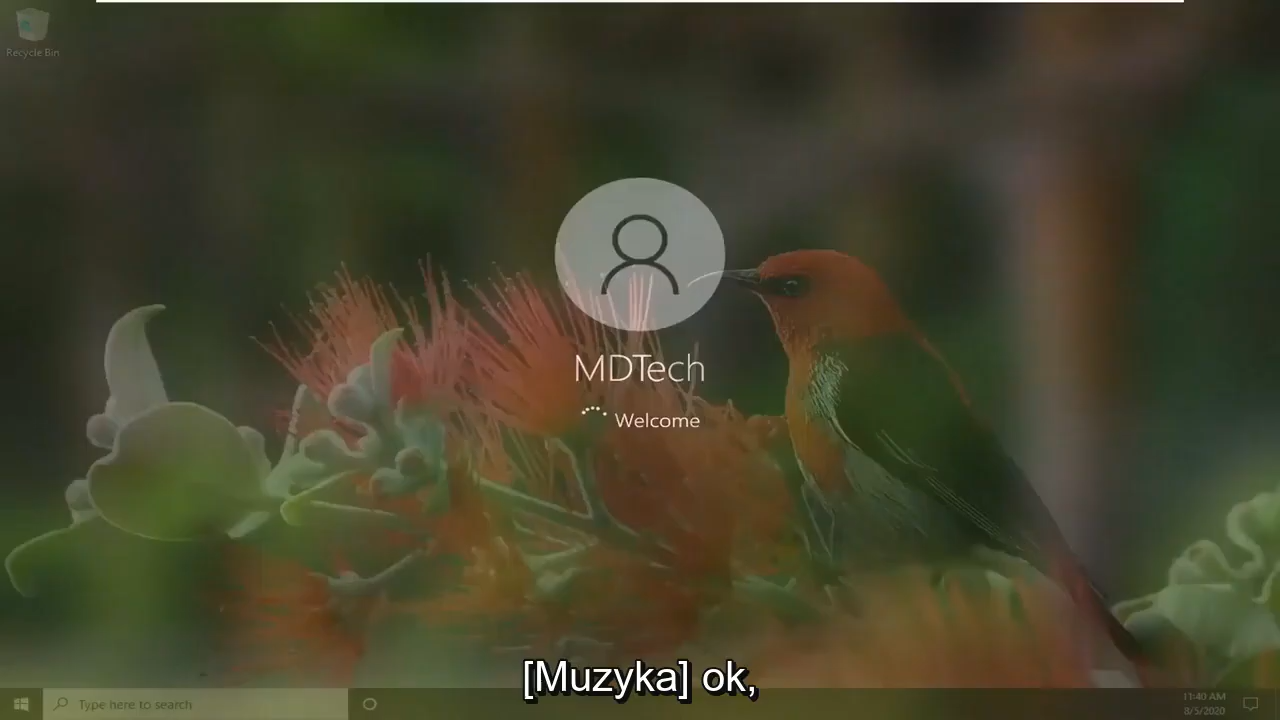 Recycle Bin
MDTech
Welcome
[Muzyka] ok,
Type here to search
11:40 AM
8/5/2020